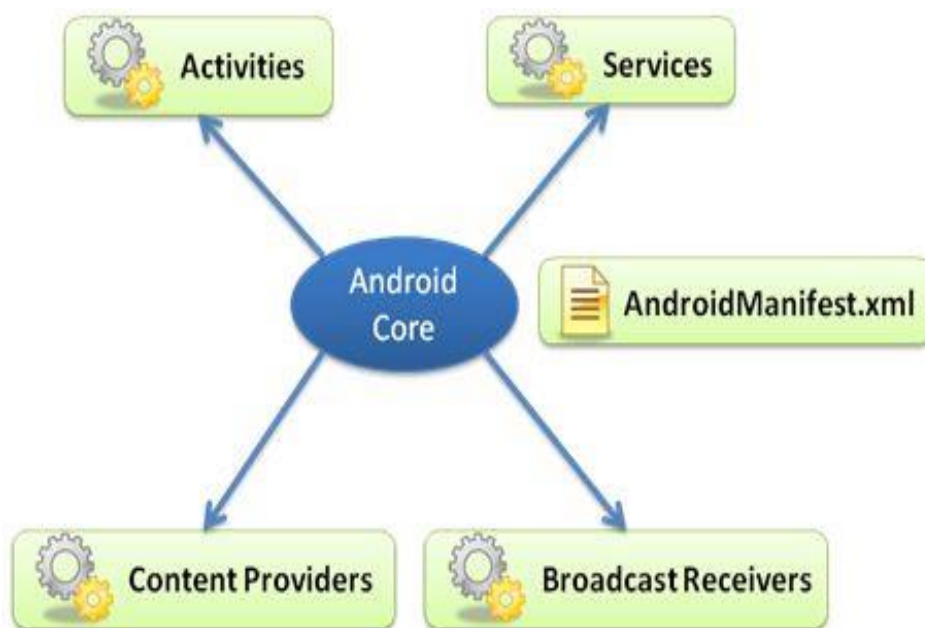 Activities
Services
Android
Core
AndroidManifest.xml
Content Providers
Broadcast Receivers